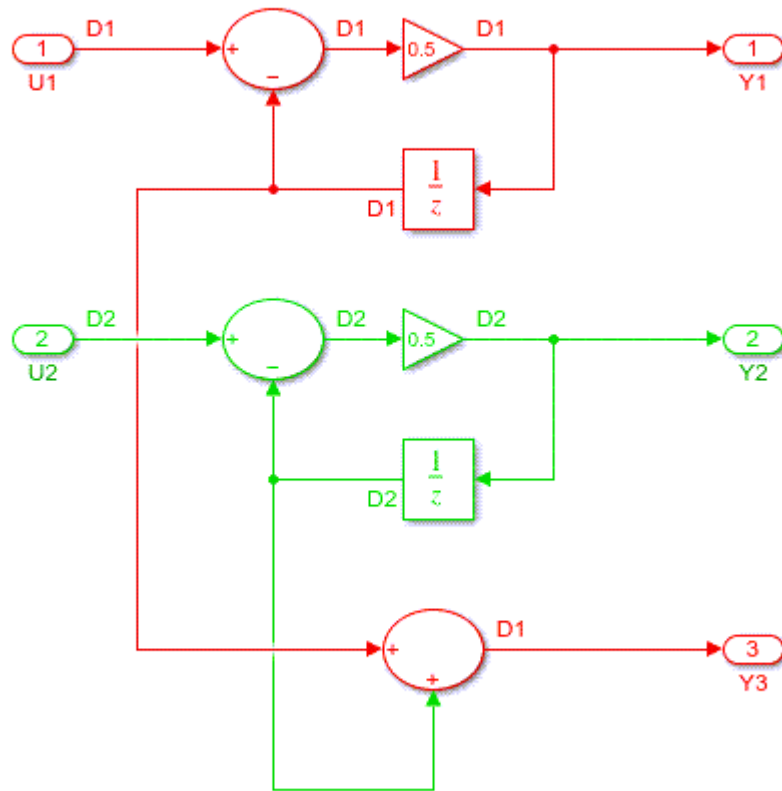 D1 D1 D1
1 + 0.5 1
U1 − Y1
1
z
D1
D2 D2 D2
2 + 0.5 2
U2 − Y2
1
z
D2
D1
+ 3
+ Y3